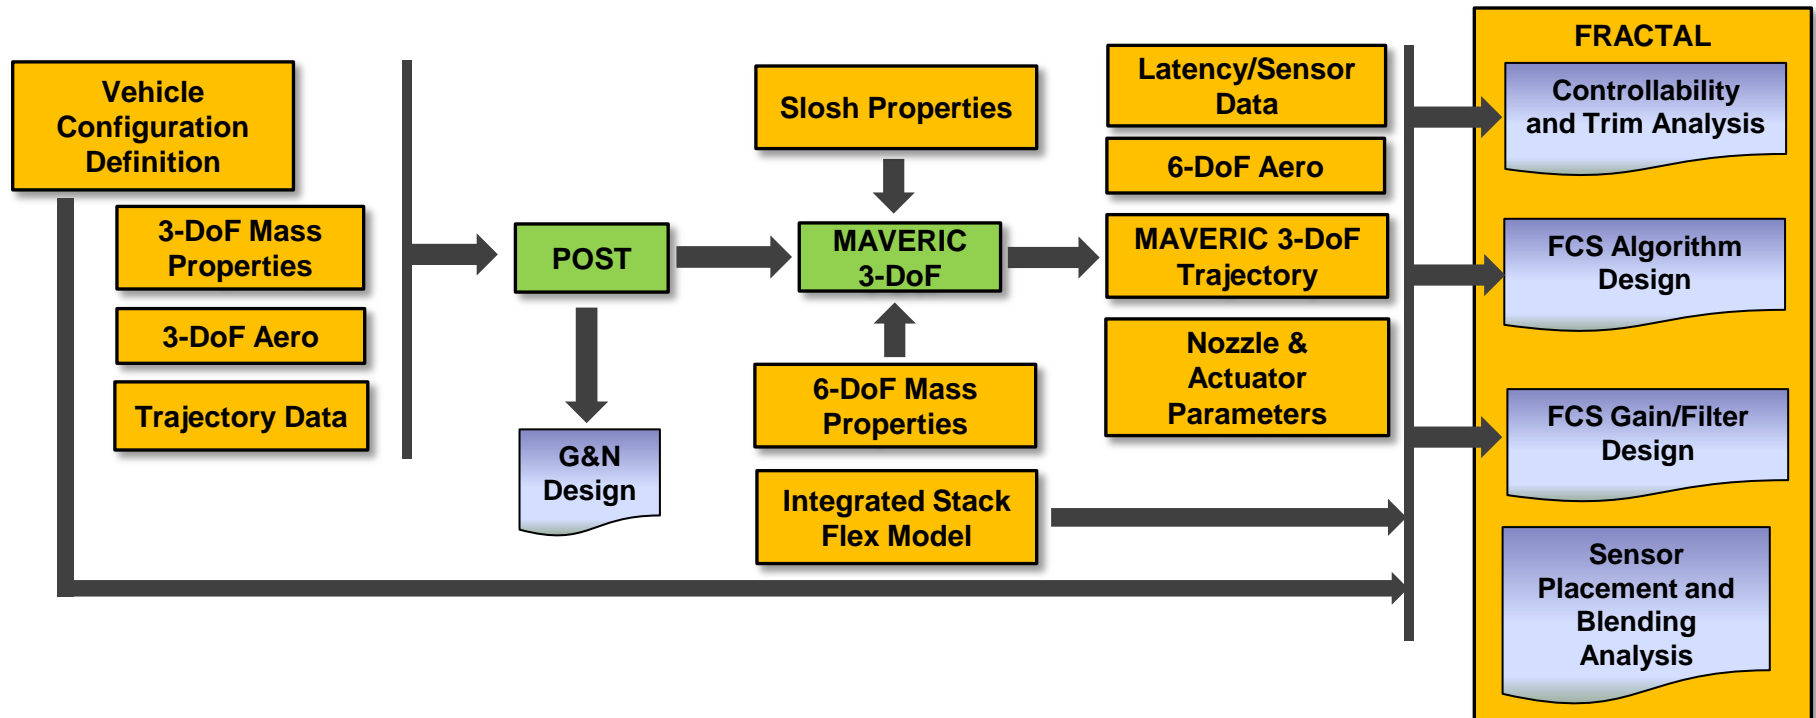 Vehicle
Configuration
Definition
3-DoF Mass
Properties
3-DoF Aero
Trajectory Data
POST
G&N
Design
Slosh Properties
MAVERIC
3-DoF
6-DoF Mass
Properties
Integrated Stack
Flex Model
Latency/Sensor
Data
6-DoF Aero
MAVERIC 3-DoF
Trajectory
Nozzle &
Actuator
Parameters
FRACTAL
Controllability
and Trim Analysis
FCS Algorithm
Design
FCS Gain/Filter
Design
Sensor
Placement and
Blending
Analysis